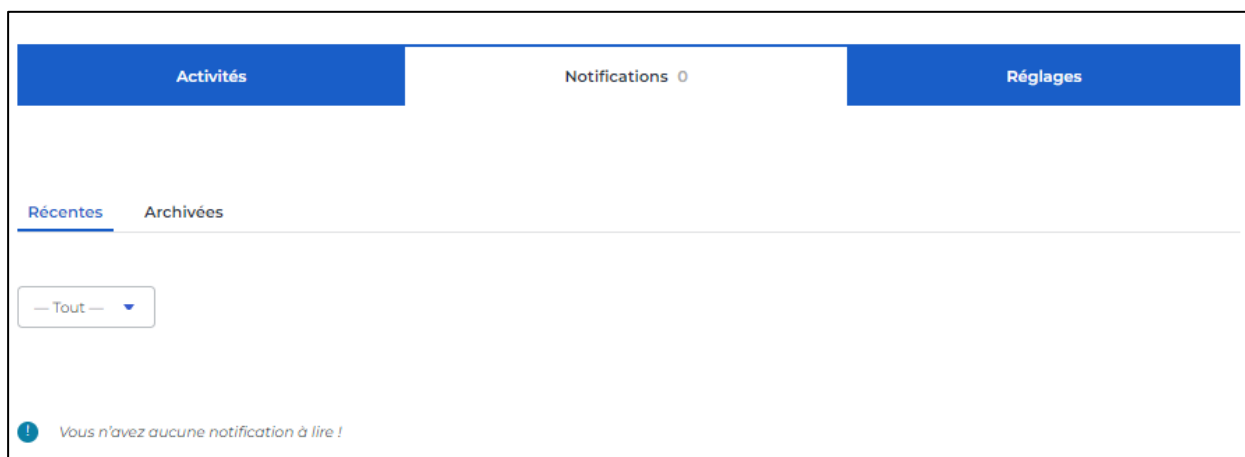 Activités Notifications 0 Réglages
Récentes Archivées
— Tout —
! Vous n'avez aucune notification à lire !